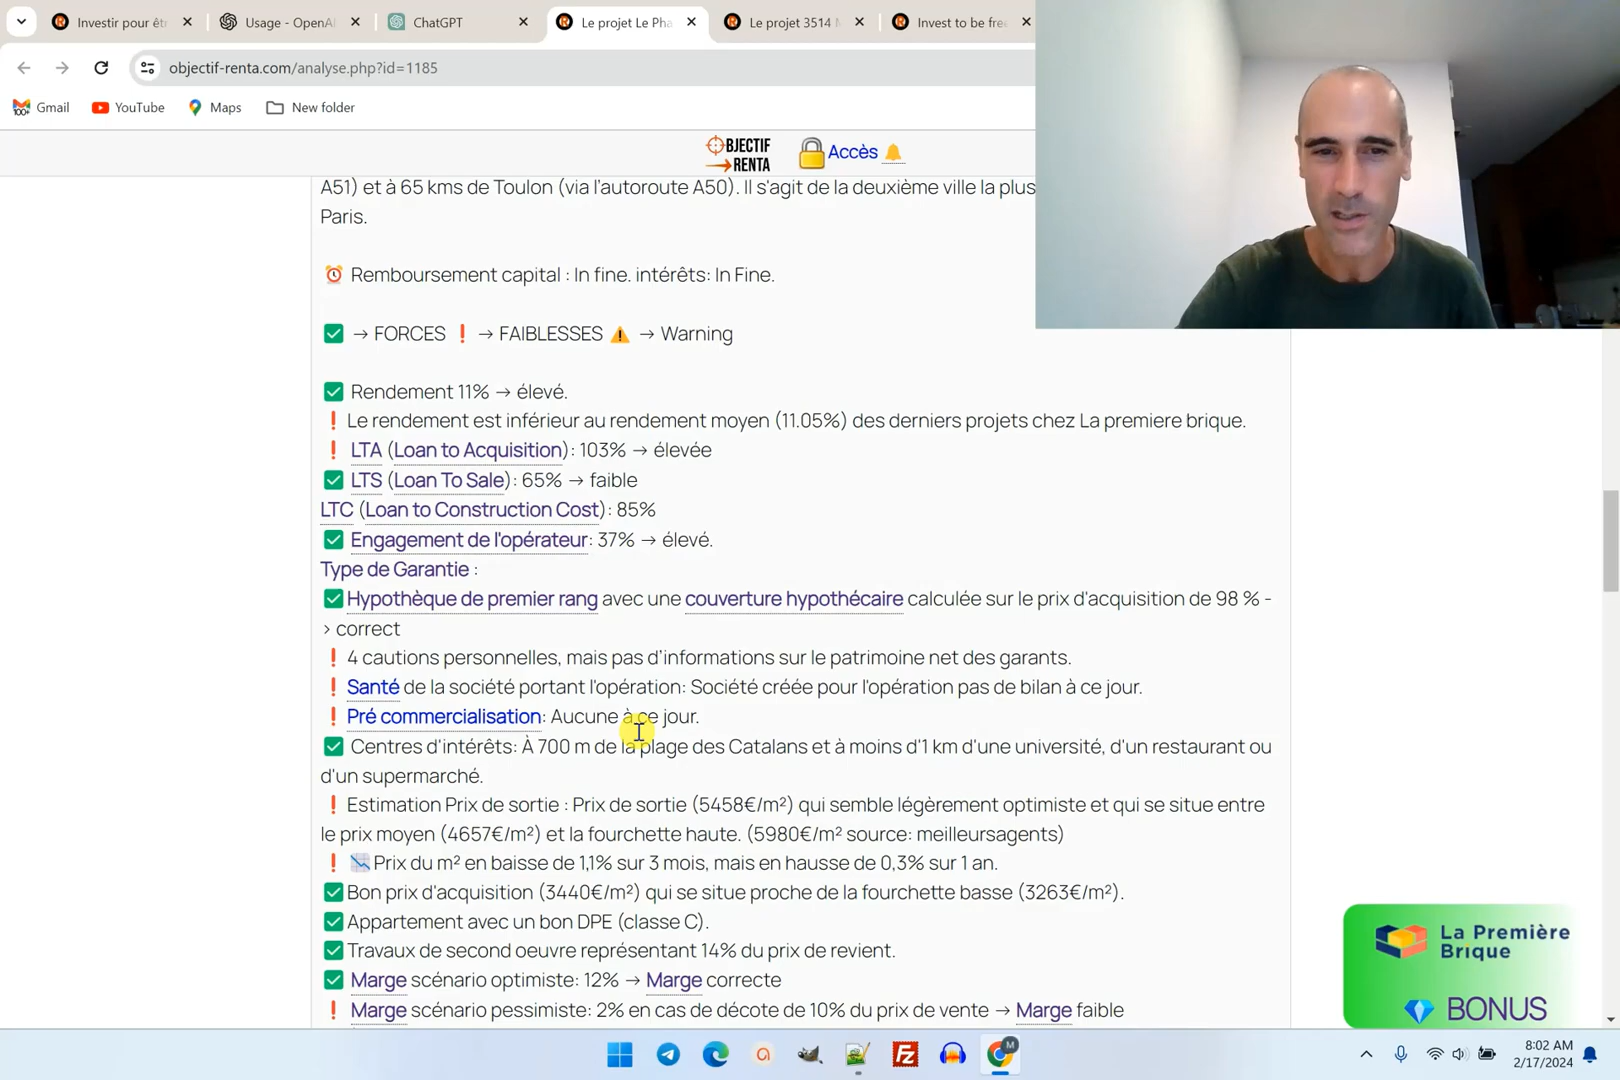 Investir pour êt
Usage - OpenA
ChatGPT
Le projet Le Pha
Le projet 3514 M
Invest to be fre
objectif-renta.com/analyse.php?id=1185
Gmail
YouTube
Maps
New folder
BJECTIF
RENTA
Accès
A51) et à 65 kms de Toulon (via l'autoroute A50). Il s'agit de la deuxième ville la plus
Paris.
⏰ Remboursement capital : In fine. intérêts: In Fine.
✅ → FORCES ❗ → FAIBLESSES ⚠️ → Warning
✅ Rendement 11% → élevé.
❗ Le rendement est inférieur au rendement moyen (11.05%) des derniers projets chez La premiere brique.
❗ LTA (Loan to Acquisition): 103% → élevée
✅ LTS (Loan To Sale): 65% → faible
LTC (Loan to Construction Cost): 85%
✅ Engagement de l'opérateur: 37% → élevé.
Type de Garantie :
✅ Hypothèque de premier rang avec une couverture hypothécaire calculée sur le prix d'acquisition de 98 % -
> correct
❗ 4 cautions personnelles, mais pas d'informations sur le patrimoine net des garants.
❗ Santé de la société portant l'opération: Société créée pour l'opération pas de bilan à ce jour.
❗ Pré commercialisation: Aucune à ce jour.
✅ Centres d'intérêts: À 700 m de la plage des Catalans et à moins d'1 km d'une université, d'un restaurant ou
d'un supermarché.
❗ Estimation Prix de sortie : Prix de sortie (5458€/m²) qui semble légèrement optimiste et qui se situe entre
le prix moyen (4657€/m²) et la fourchette haute. (5980€/m² source: meilleursagents)
❗ 📉 Prix du m² en baisse de 1,1% sur 3 mois, mais en hausse de 0,3% sur 1 an.
✅ Bon prix d'acquisition (3440€/m²) qui se situe proche de la fourchette basse (3263€/m²).
✅ Appartement avec un bon DPE (classe C).
✅ Travaux de second oeuvre représentant 14% du prix de revient.
✅ Marge scénario optimiste: 12% → Marge correcte
❗ Marge scénario pessimiste: 2% en cas de décote de 10% du prix de vente → Marge faible
La Première
Brique
BONUS
M
8:02 AM
2/17/2024